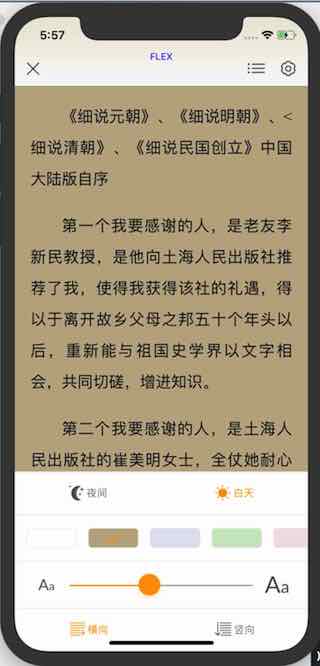 5:57
FLEX
《细说元朝》、《细说明朝》、<
细说清朝》、《细说民国创立》中国
大陆版自序
第一个我要感谢的人，是老友李
新民教授，是他向土海人民出版社推
荐了我，使得我获得该社的礼遇，得
以于离开故乡父母之邦五十个年头以
后，重新能与祖国史学界以文字相
会，共同切磋，增进知识。
第二个我要感谢的人，是土海人
民出版社的崔美明女士，全仗她耐心
夜间
白天
Aa
Aa
横向
竖向